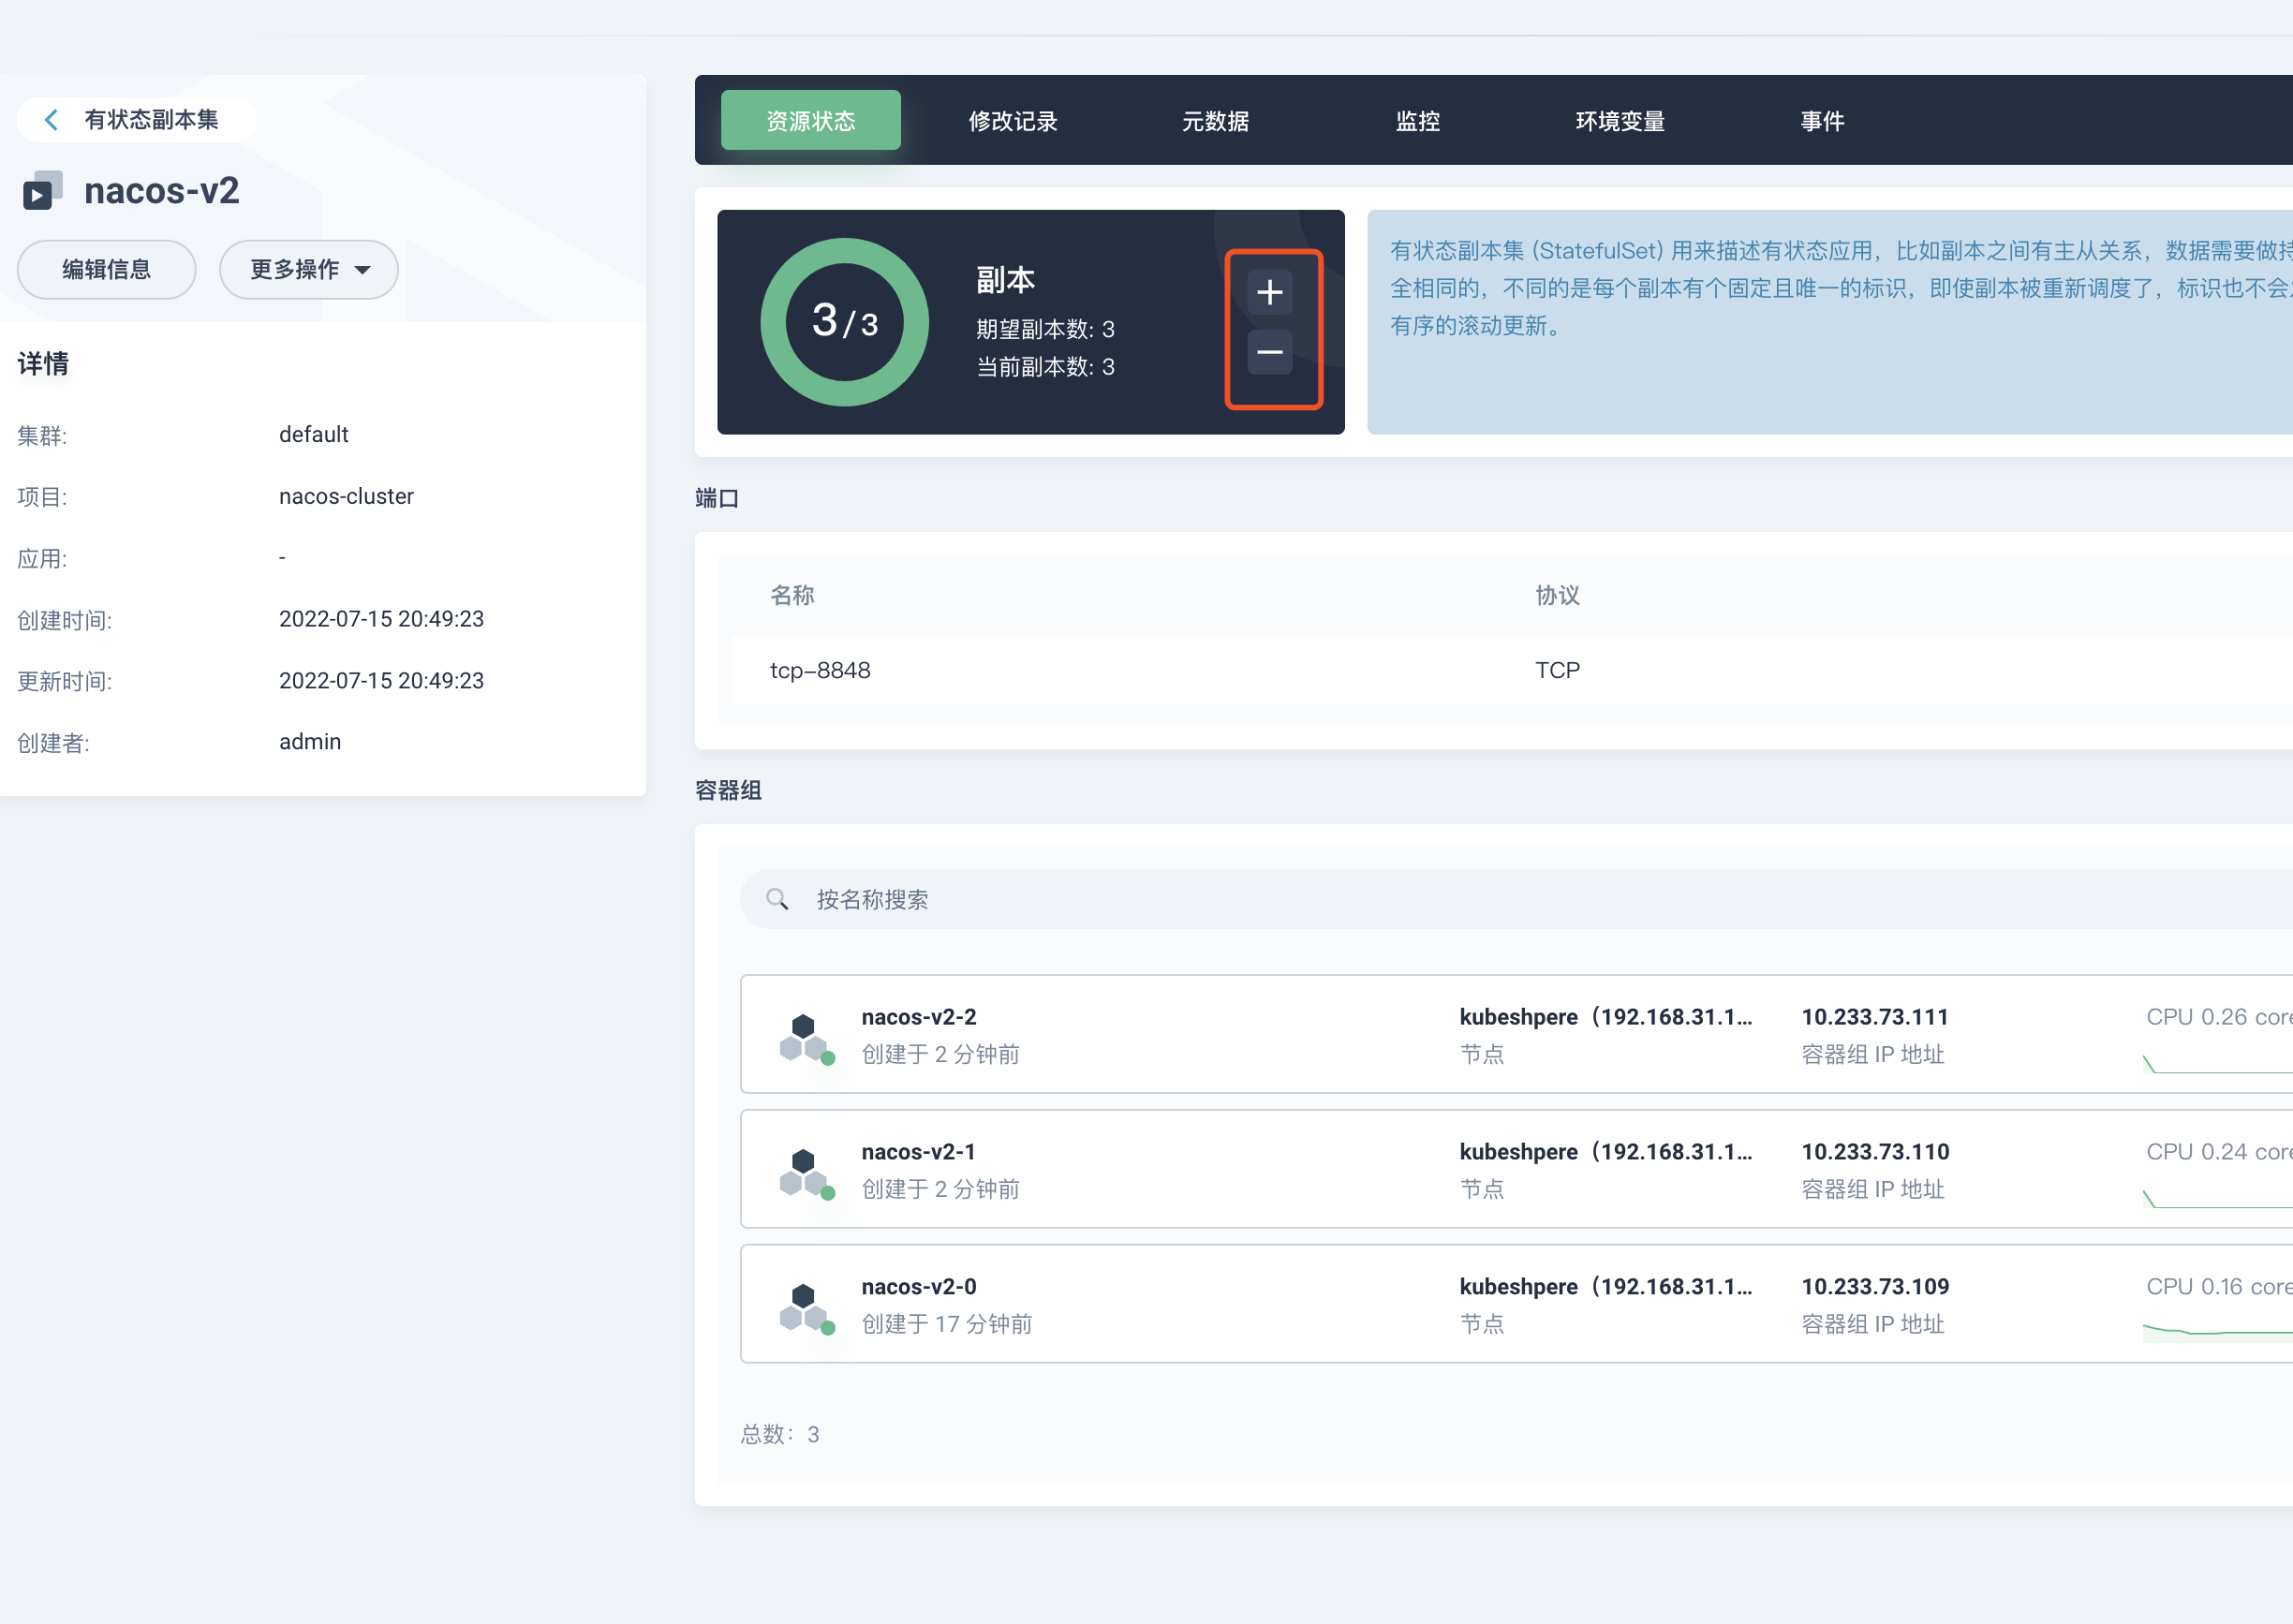 有状态副本集
nacos-v2
编辑信息
更多操作
详情
集群:
default
项目:
nacos-cluster
应用:
-
创建时间:
2022-07-15 20:49:23
更新时间:
2022-07-15 20:49:23
创建者:
admin
资源状态
修改记录
元数据
监控
环境变量
事件
3/3
副本
期望副本数: 3
当前副本数: 3
有状态副本集 (StatefulSet) 用来描述有状态应用，比如副本之间有主从关系，数据需要做持
全相同的，不同的是每个副本有个固定且唯一的标识，即使副本被重新调度了，标识也不会
有序的滚动更新。
端口
名称
协议
tcp-8848
TCP
容器组
按名称搜索
nacos-v2-2
创建于 2 分钟前
kubeshpere（192.168.31.1...
节点
10.233.73.111
容器组 IP 地址
CPU 0.26 core
nacos-v2-1
创建于 2 分钟前
kubeshpere（192.168.31.1...
节点
10.233.73.110
容器组 IP 地址
CPU 0.24 core
nacos-v2-0
创建于 17 分钟前
kubeshpere（192.168.31.1...
节点
10.233.73.109
容器组 IP 地址
CPU 0.16 core
总数：3